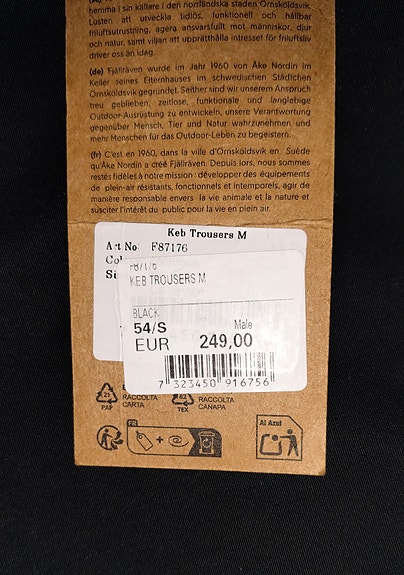 hemma i sin källare i den norrländska staden Örnsköldsvik.
Lusten att utveckla tidlös, funktionell och hållbar
friluftsutrustning, agera ansvarsfullt mot människor, djur
och natur, samt viljan att upprätthålla intresset för friluftsliv
driver oss än idag.
(de) Fjällräven wurde im Jahr 1960 von Åke Nordin im
Keller seines Elternhauses im schwedischen Städtchen
Örnsköldsvik gegründet. Seither sind wir unserem Anspruch
treu geblieben, zeitlose, funktionale und langlebige
Outdoor-Ausrüstung zu entwickeln, unsere Verantwortung
gegenüber Mensch, Tier und Natur wahrzunehmen und
mehr Menschen für das Outdoor-Leben zu begeistern.
(fr) C'est en 1960, dans la ville d'Örnsköldsvik en Suède
qu'Åke Nordin a créé Fjällräven. Depuis lors, nous sommes
restés fidèles à notre mission : développer des équipements
de plein-air résistants, fonctionnels et intemporels, agir de
manière responsable envers la vie animale et la nature et
susciter l'intérêt du public pour la vie en plein air.
Keb Trousers M
Art No F87176
F87176
KEB TROUSERS M
BLACK
54/S Male
EUR 249,00
7 323450 916756
21
PAP
RACCOLTA
CARTA
62
TEX
RACCOLTA
CANAPA
FR
+
Al Azul